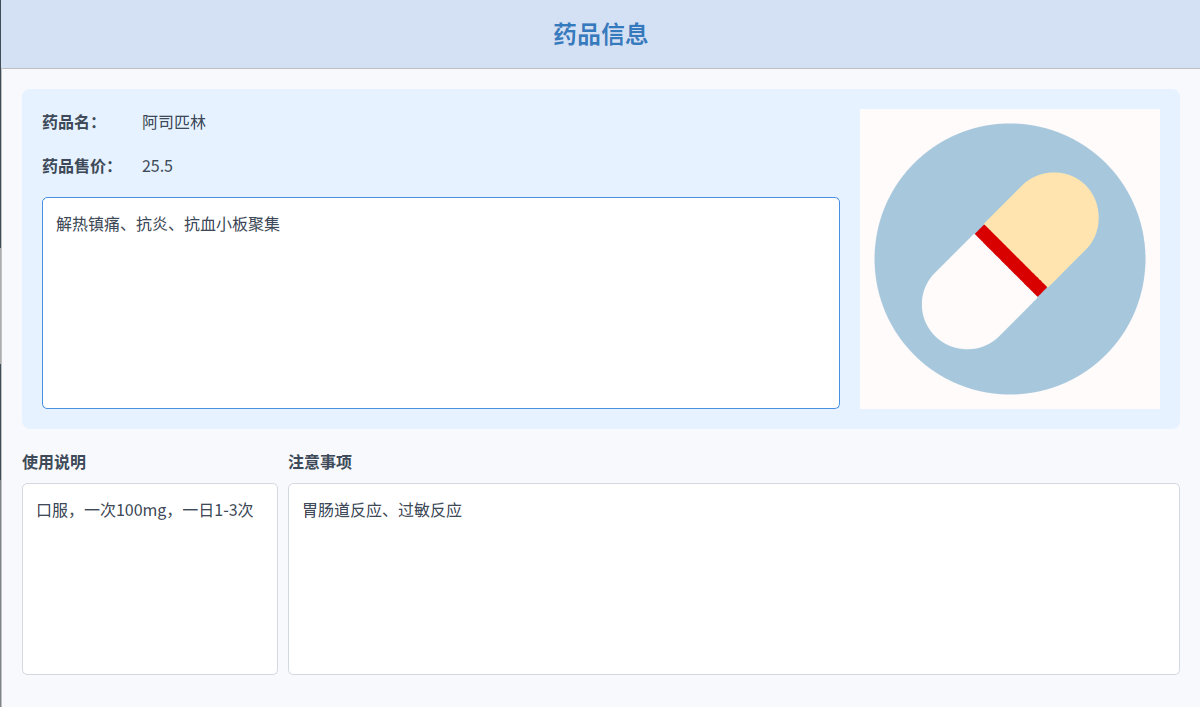 药品信息
药品名： 阿司匹林
药品售价： 25.5
解热镇痛、抗炎、抗血小板聚集
使用说明
口服，一次100mg，一日1-3次
注意事项
胃肠道反应、过敏反应